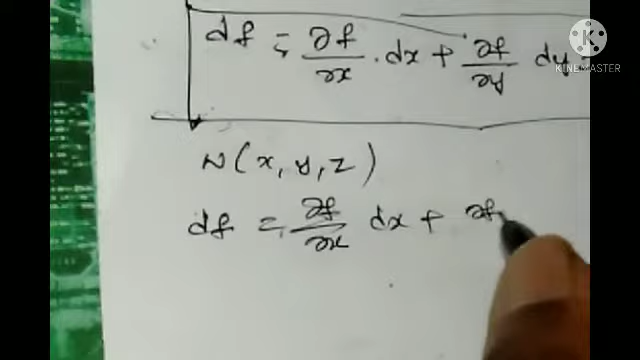 df = ∂f/∂x · dx + ∂f/∂y dy
KINEMASTER
N(x, y, z)
df = ∂f/∂x dx + ∂f